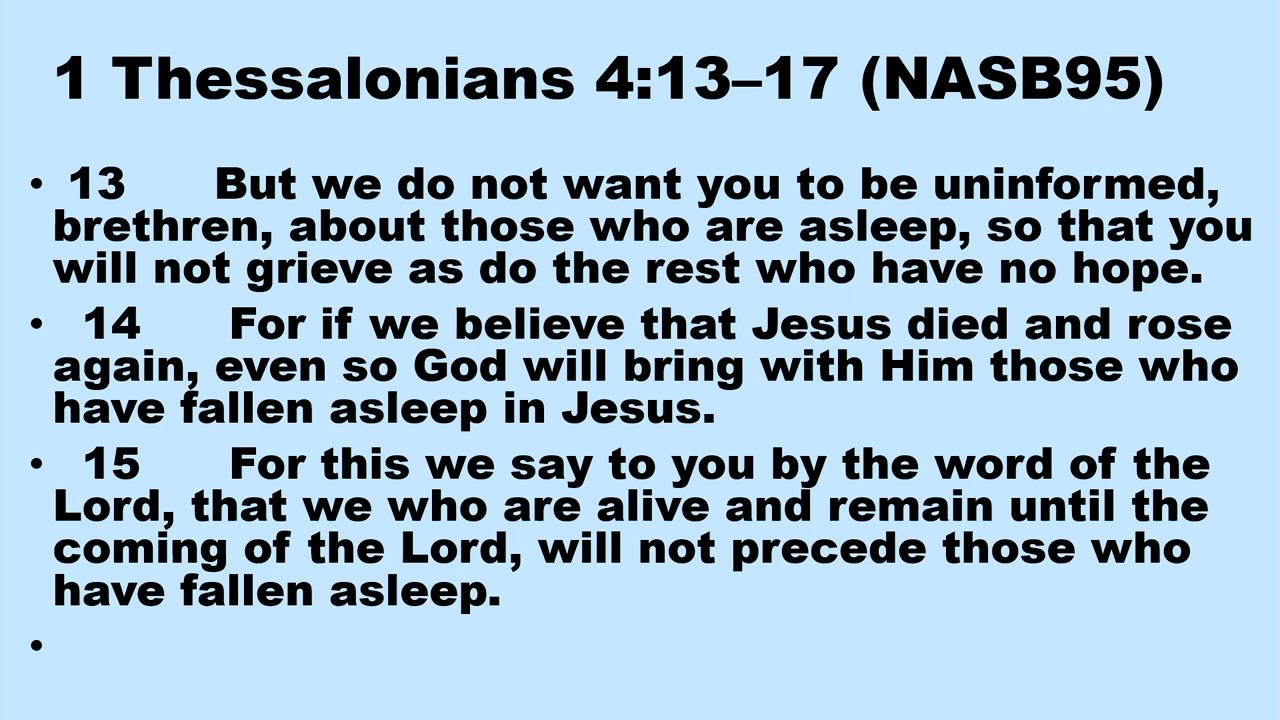 1 Thessalonians 4:13–17 (NASB95)
• 13 But we do not want you to be uninformed,
brethren, about those who are asleep, so that you
will not grieve as do the rest who have no hope.
• 14 For if we believe that Jesus died and rose
again, even so God will bring with Him those who
have fallen asleep in Jesus.
• 15 For this we say to you by the word of the
Lord, that we who are alive and remain until the
coming of the Lord, will not precede those who
have fallen asleep.
•